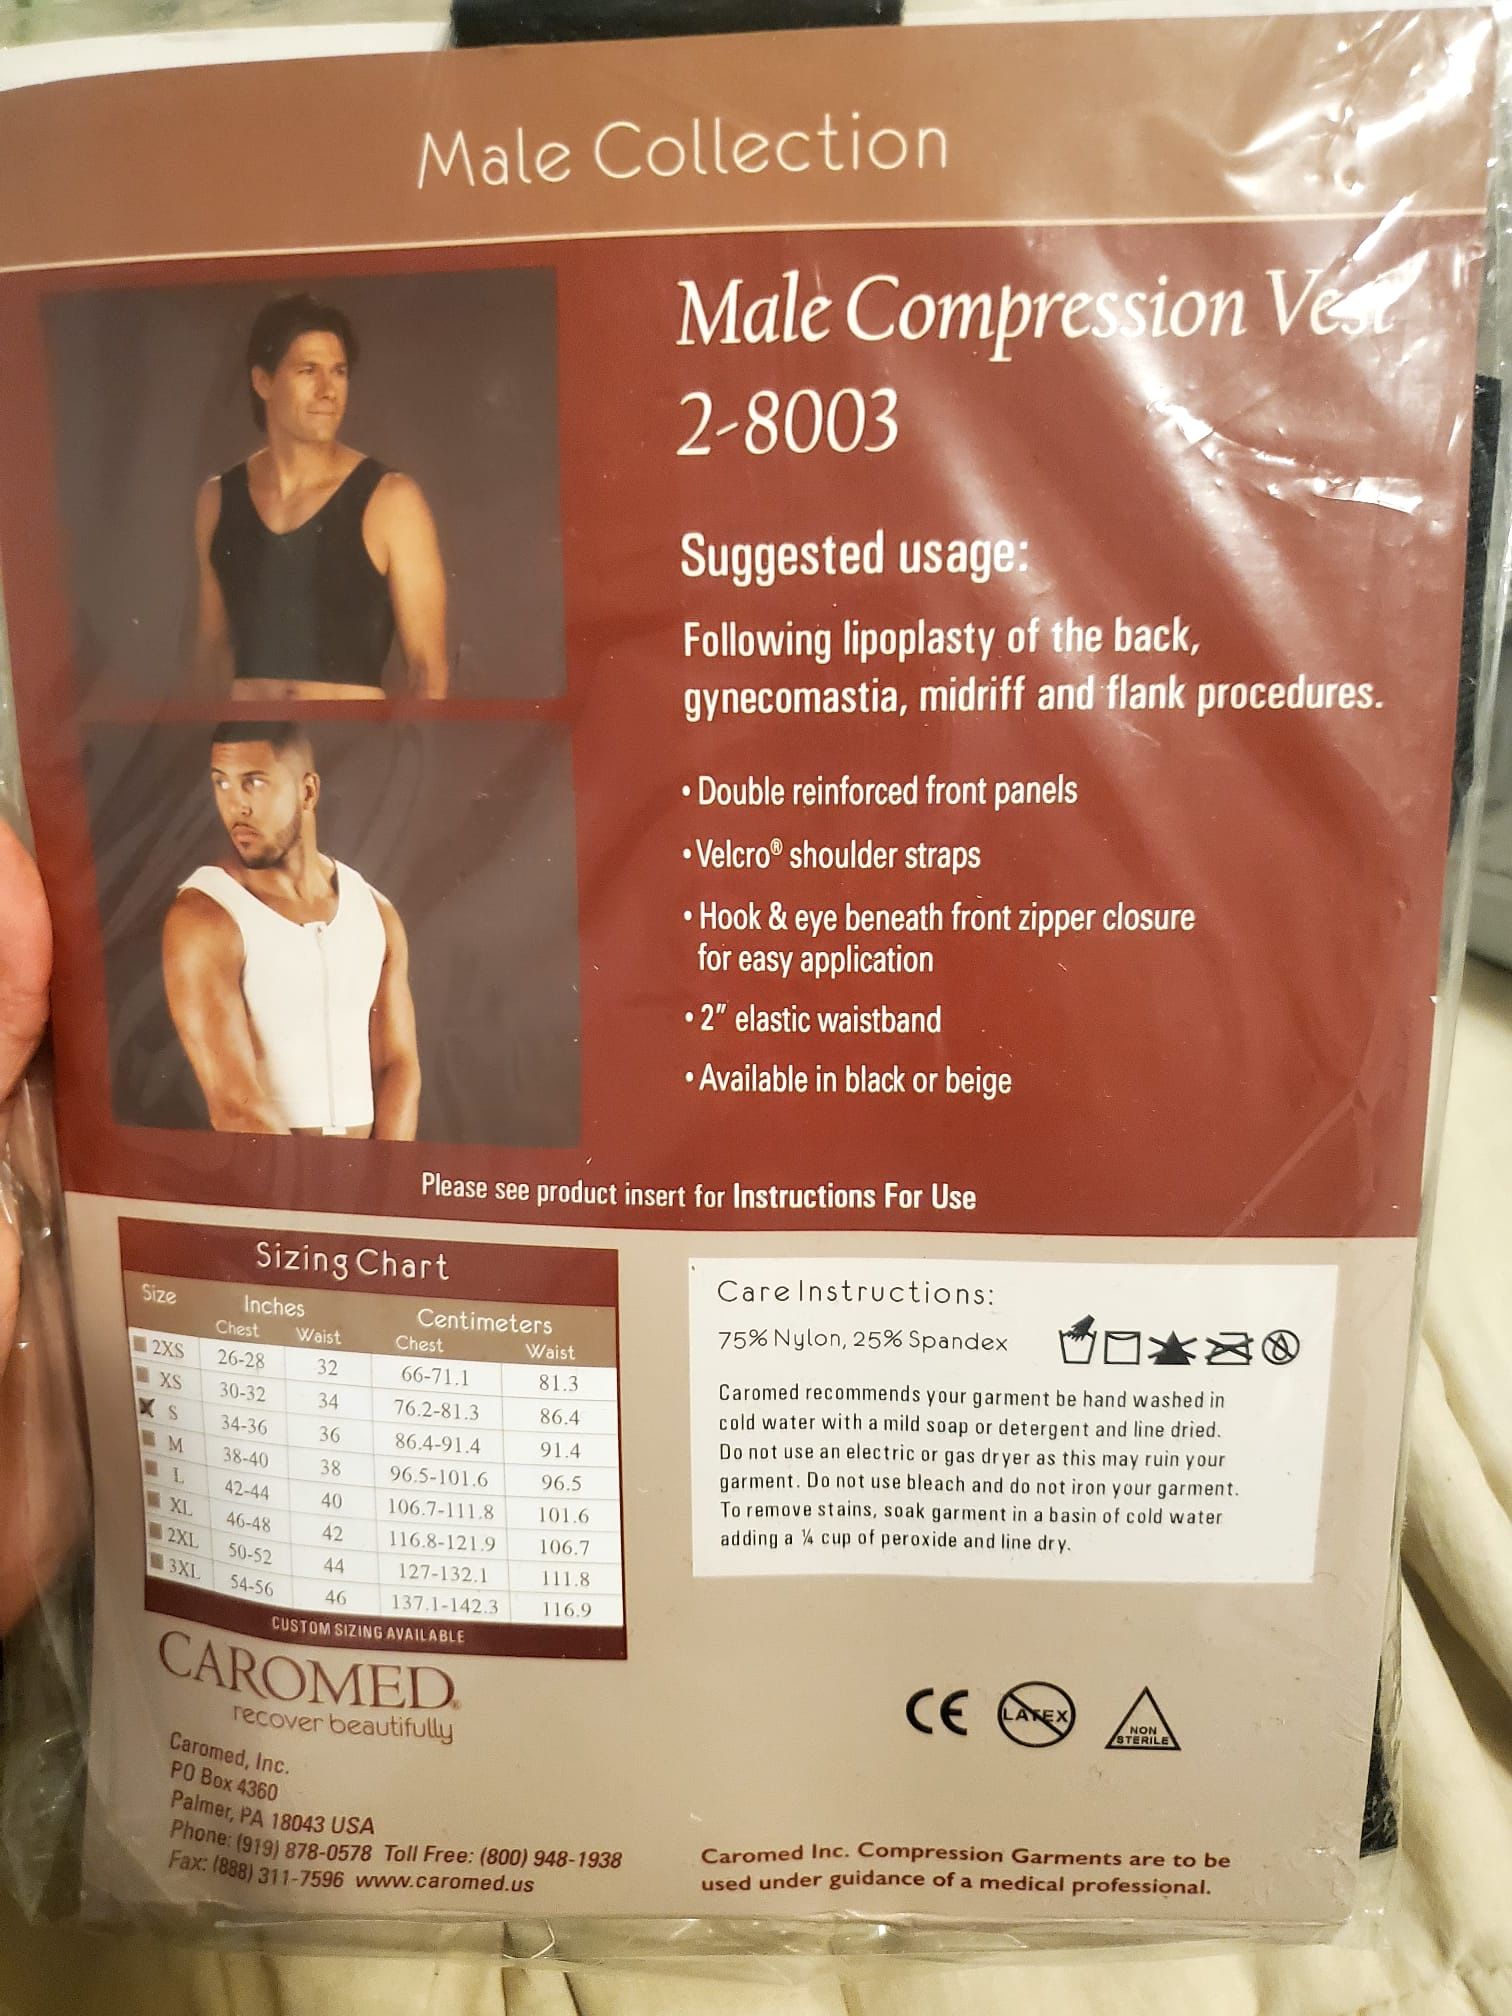 Male Collection
Male Compression Vest
2-8003
Suggested usage:
Following lipoplasty of the back,
gynecomastia, midriff and flank procedures.
• Double reinforced front panels
• Velcro® shoulder straps
• Hook & eye beneath front zipper closure
for easy application
• 2" elastic waistband
• Available in black or beige
Please see product insert for Instructions For Use
Sizing Chart
Size Inches Centimeters
Chest Waist Chest Waist
2XS 26-28 32 66-71.1 81.3
XS 30-32 34 76.2-81.3 86.4
X S 34-36 36 86.4-91.4 91.4
M 38-40 38 96.5-101.6 96.5
L 42-44 40 106.7-111.8 101.6
XL 46-48 42 116.8-121.9 106.7
2XL 50-52 44 127-132.1 111.8
3XL 54-56 46 137.1-142.3 116.9
CUSTOM SIZING AVAILABLE
Care Instructions:
75% Nylon, 25% Spandex
Caromed recommends your garment be hand washed in
cold water with a mild soap or detergent and line dried.
Do not use an electric or gas dryer as this may ruin your
garment. Do not use bleach and do not iron your garment.
To remove stains, soak garment in a basin of cold water
adding a ¼ cup of peroxide and line dry.
CAROMED®
recover beautifully
Caromed, Inc.
PO Box 4360
Palmer, PA 18043 USA
Phone: (919) 878-0578 Toll Free: (800) 948-1938
Fax: (888) 311-7596 www.caromed.us
CE
LATEX
NON
STERILE
Caromed Inc. Compression Garments are to be
used under guidance of a medical professional.